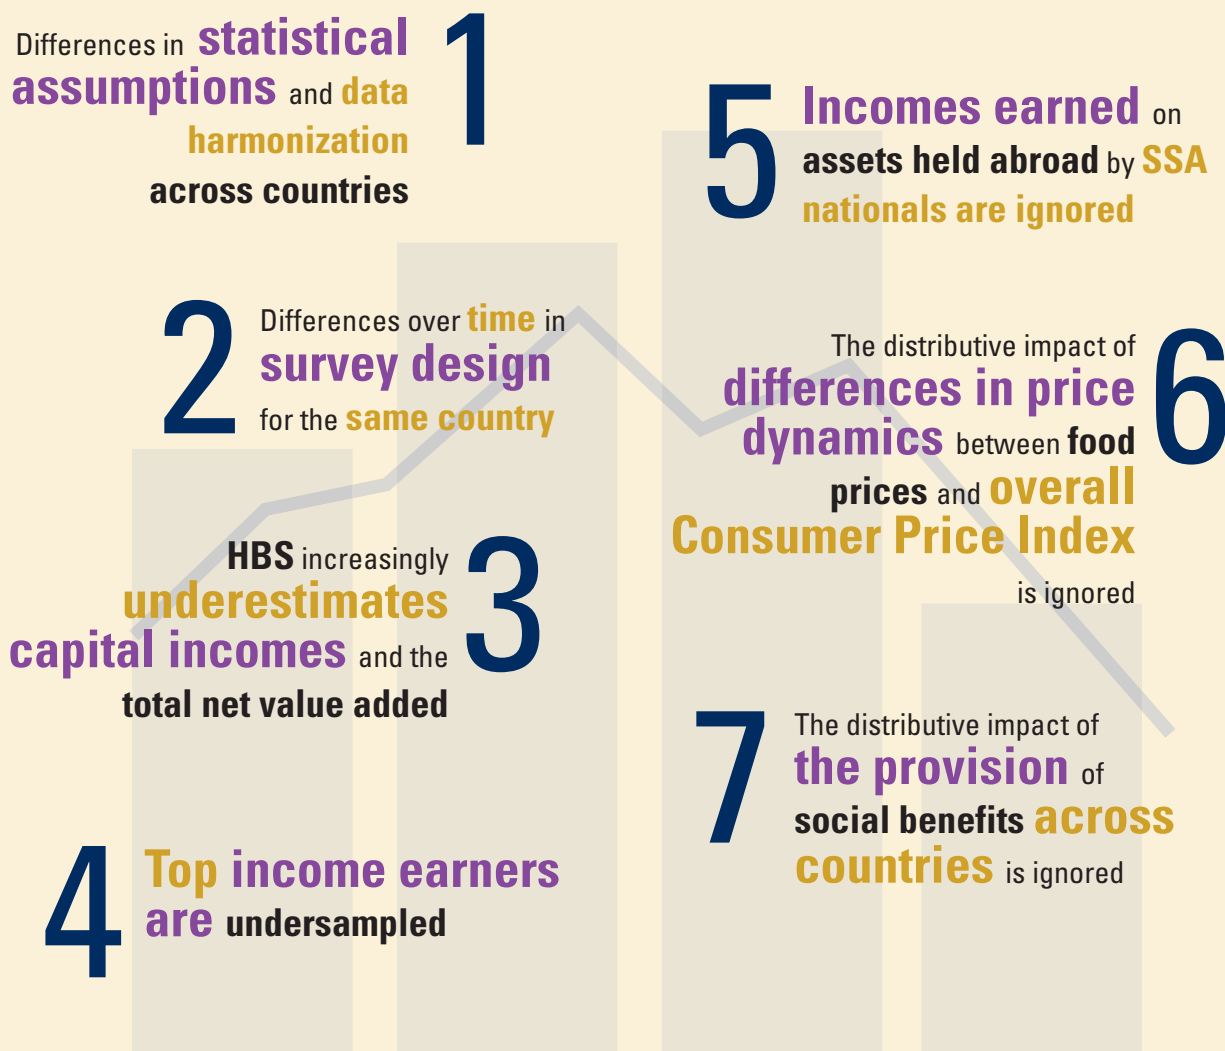 1
Differences in statistical
assumptions and data
harmonization
across countries
2
Differences over time in
survey design
for the same country
3
HBS increasingly
underestimates
capital incomes and the
total net value added
4
Top income earners
are undersampled
5
Incomes earned on
assets held abroad by SSA
nationals are ignored
6
The distributive impact of
differences in price
dynamics between food
prices and overall
Consumer Price Index
is ignored
7
The distributive impact of
the provision of
social benefits across
countries is ignored